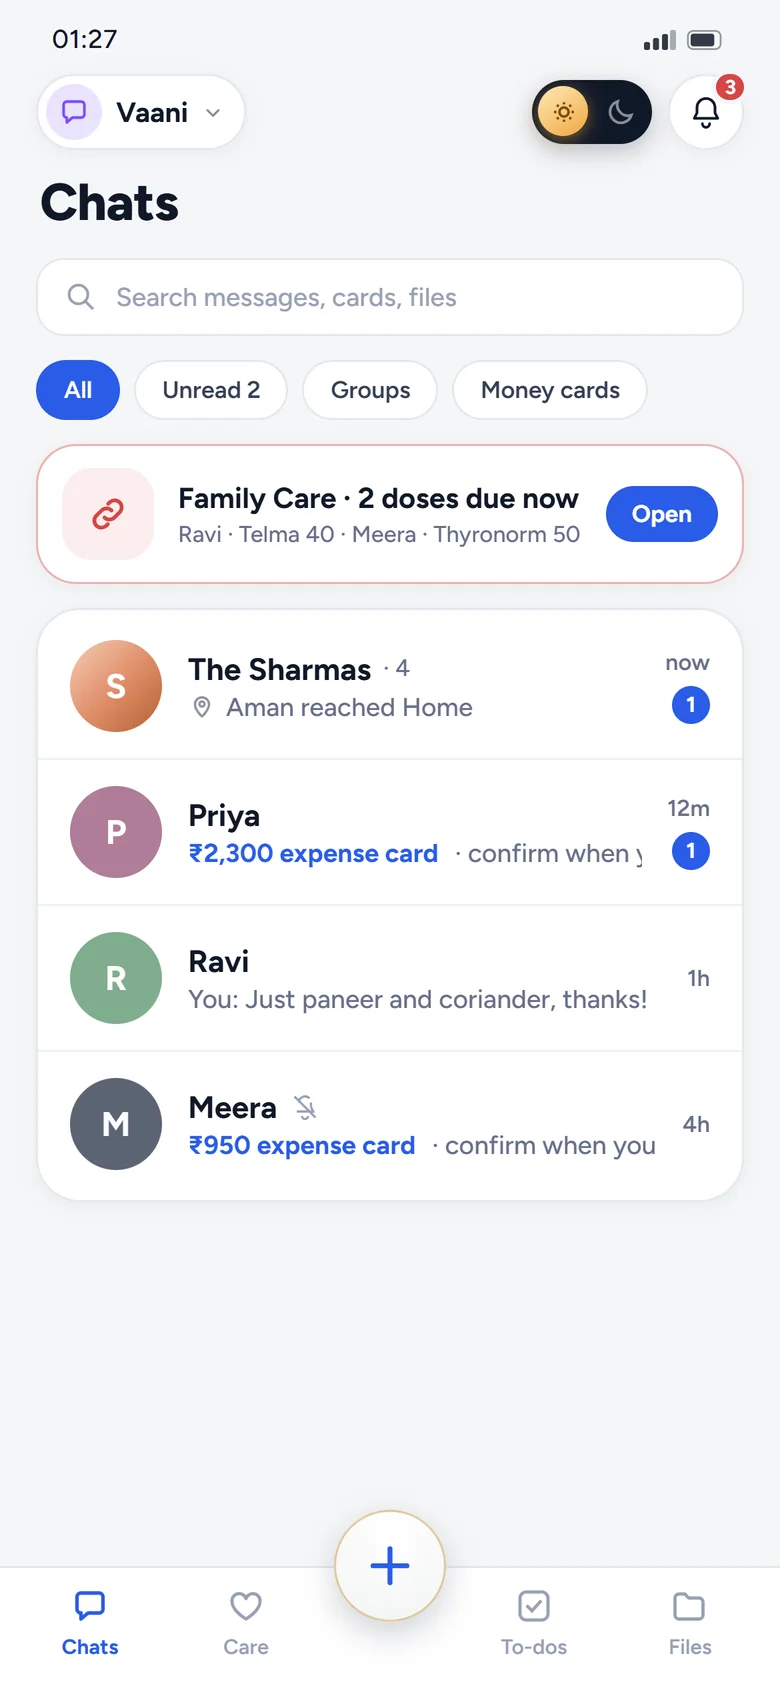 01:27
Vaani
3
Chats
Search messages, cards, files
All
Unread 2
Groups
Money cards
Family Care · 2 doses due now
Ravi · Telma 40 · Meera · Thyronorm 50
Open
S
The Sharmas · 4
now
Aman reached Home
1
P
Priya
12m
₹2,300 expense card · confirm when
1
R
Ravi
1h
You: Just paneer and coriander, thanks!
M
Meera
4h
₹950 expense card · confirm when you
Chats
Care
To-dos
Files